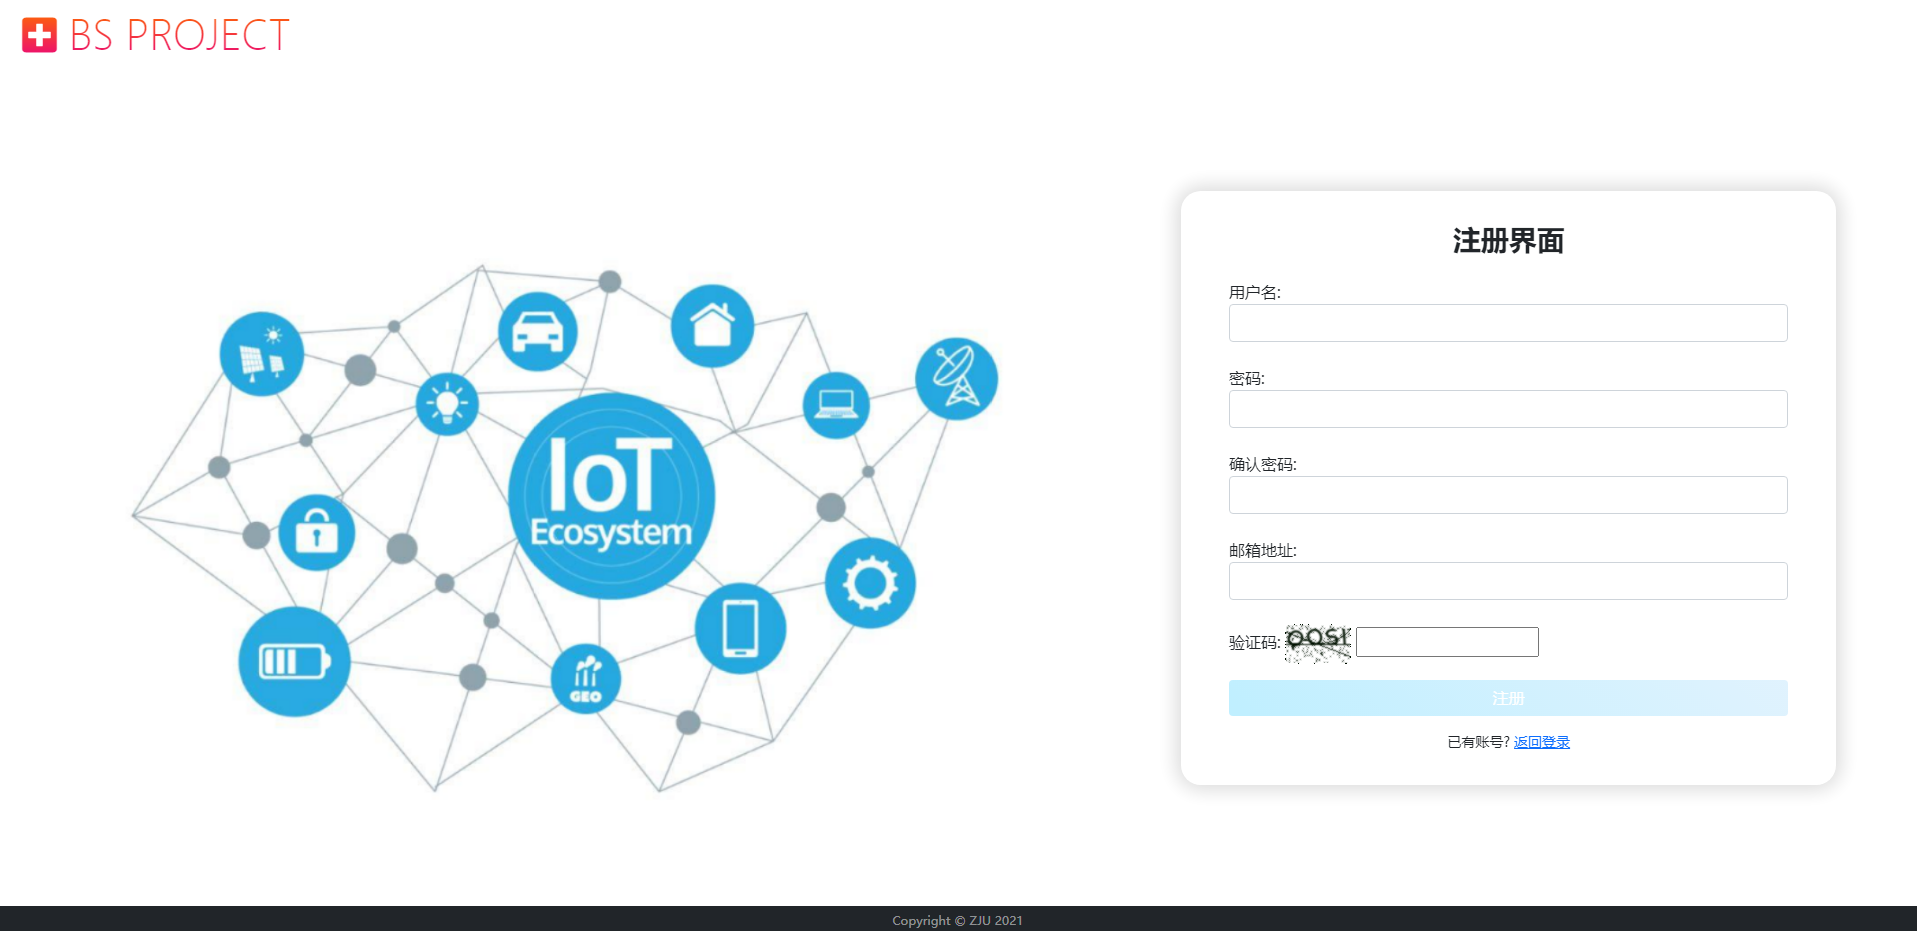 BS PROJECT
IoT
Ecosystem
GEO
注册界面
用户名:
密码:
确认密码:
邮箱地址:
验证码:
注册
已有账号? 返回登录
Copyright © ZJU 2021